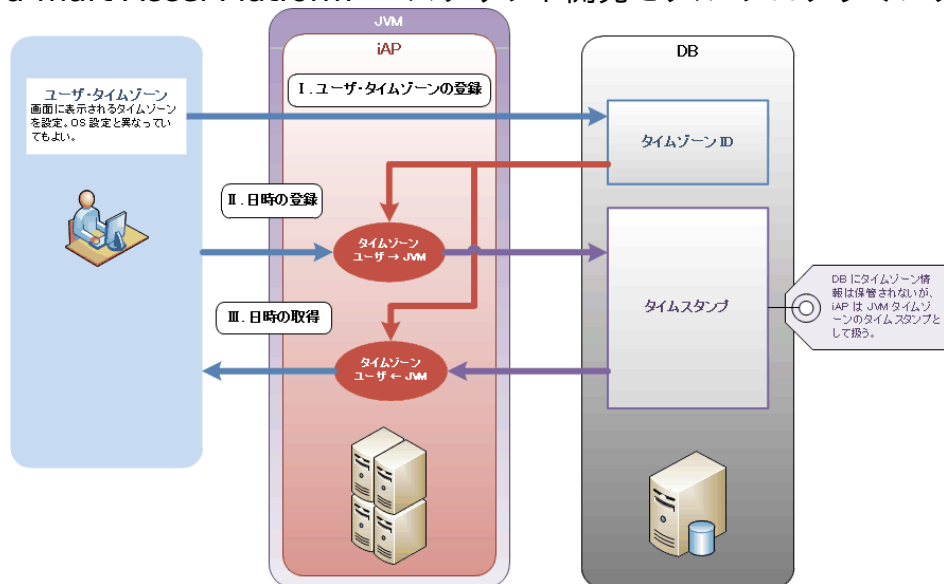 JVM
iAP
DB
ユーザ・タイムゾーン
画面に表示されるタイムゾーン
を設定。OS 設定と異なってい
てもよい。
Ⅰ.ユーザ・タイムゾーンの登録
タイムゾーン ID
Ⅱ.日時の登録
タイムゾーン
ユーザ → JVM
タイムスタンプ
DB にタイムゾーン情
報は保管されないが、
iAP は JVM タイムゾ
ーンのタイムスタンプと
して扱う。
Ⅲ.日時の取得
タイムゾーン
ユーザ ← JVM